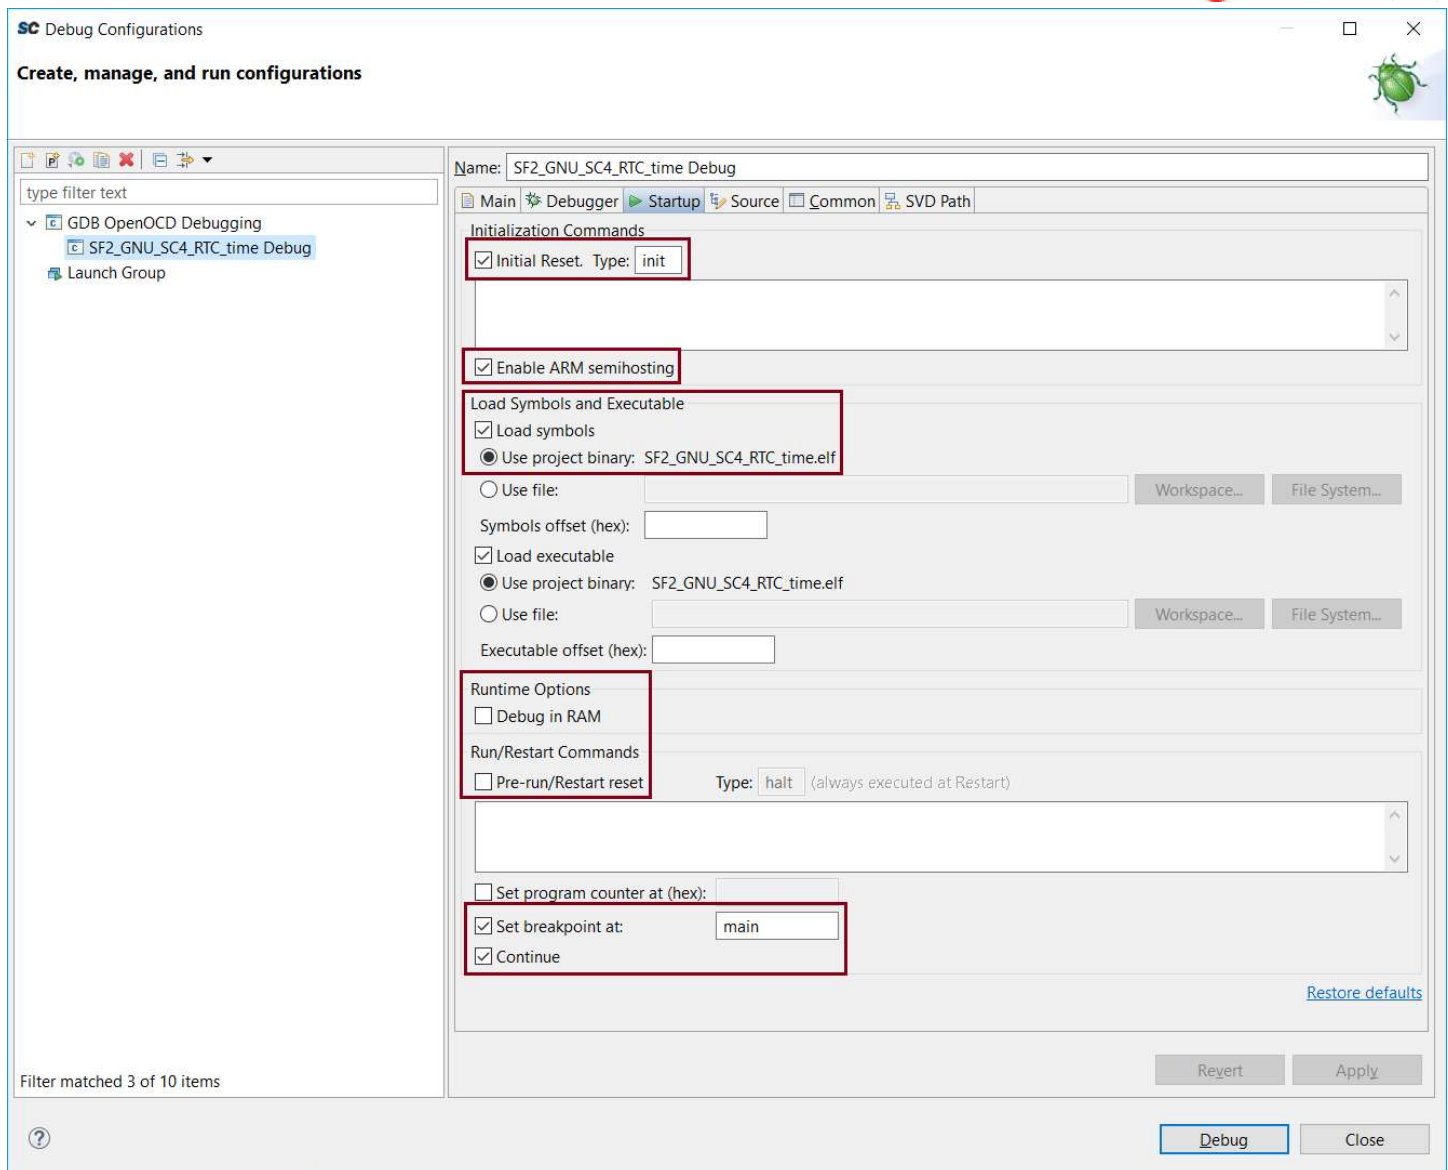 SC Debug Configurations
Create, manage, and run configurations
type filter text
GDB OpenOCD Debugging
SF2_GNU_SC4_RTC_time Debug
Launch Group
Filter matched 3 of 10 items
Name: SF2_GNU_SC4_RTC_time Debug
Main Debugger Startup Source Common SVD Path
Initialization Commands
Initial Reset. Type: init
Enable ARM semihosting
Load Symbols and Executable
Load symbols
Use project binary: SF2_GNU_SC4_RTC_time.elf
Use file: Workspace... File System...
Symbols offset (hex):
Load executable
Use project binary: SF2_GNU_SC4_RTC_time.elf
Use file: Workspace... File System...
Executable offset (hex):
Runtime Options
Debug in RAM
Run/Restart Commands
Pre-run/Restart reset Type: halt (always executed at Restart)
Set program counter at (hex):
Set breakpoint at: main
Continue
Restore defaults
Revert Apply
Debug Close